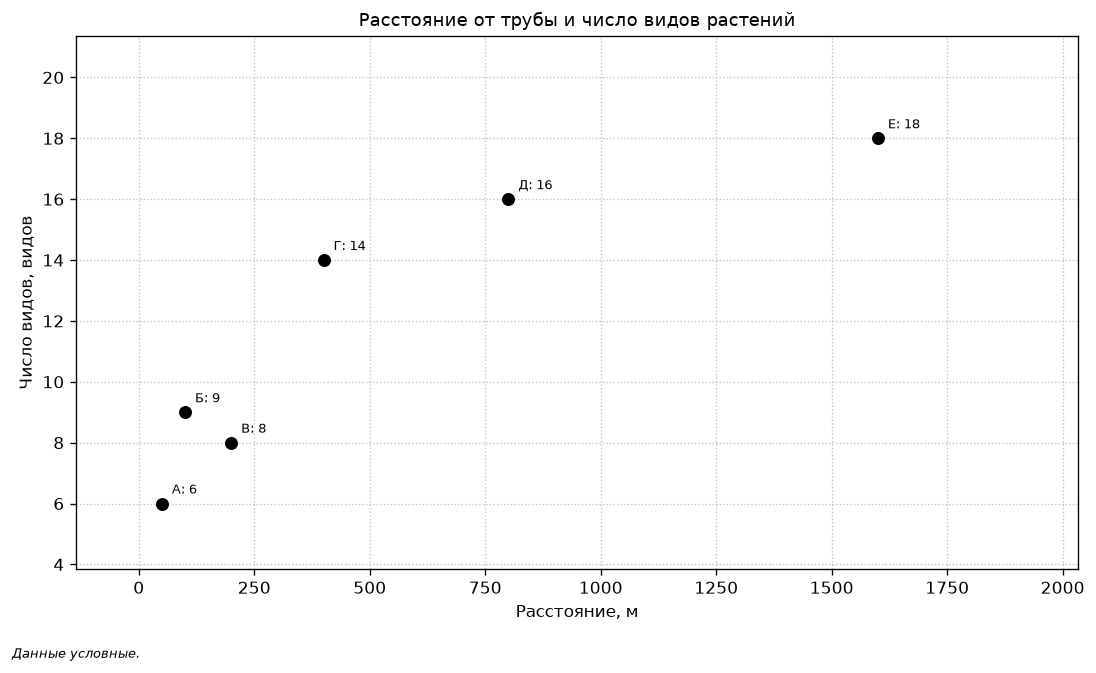 Расстояние от трубы и число видов растений
Число видов, видов
20
18
16
14
12
10
8
6
4
Е: 18
Д: 16
Г: 14
Б: 9
В: 8
А: 6
0 250 500 750 1000 1250 1500 1750 2000
Расстояние, м
Данные условные.